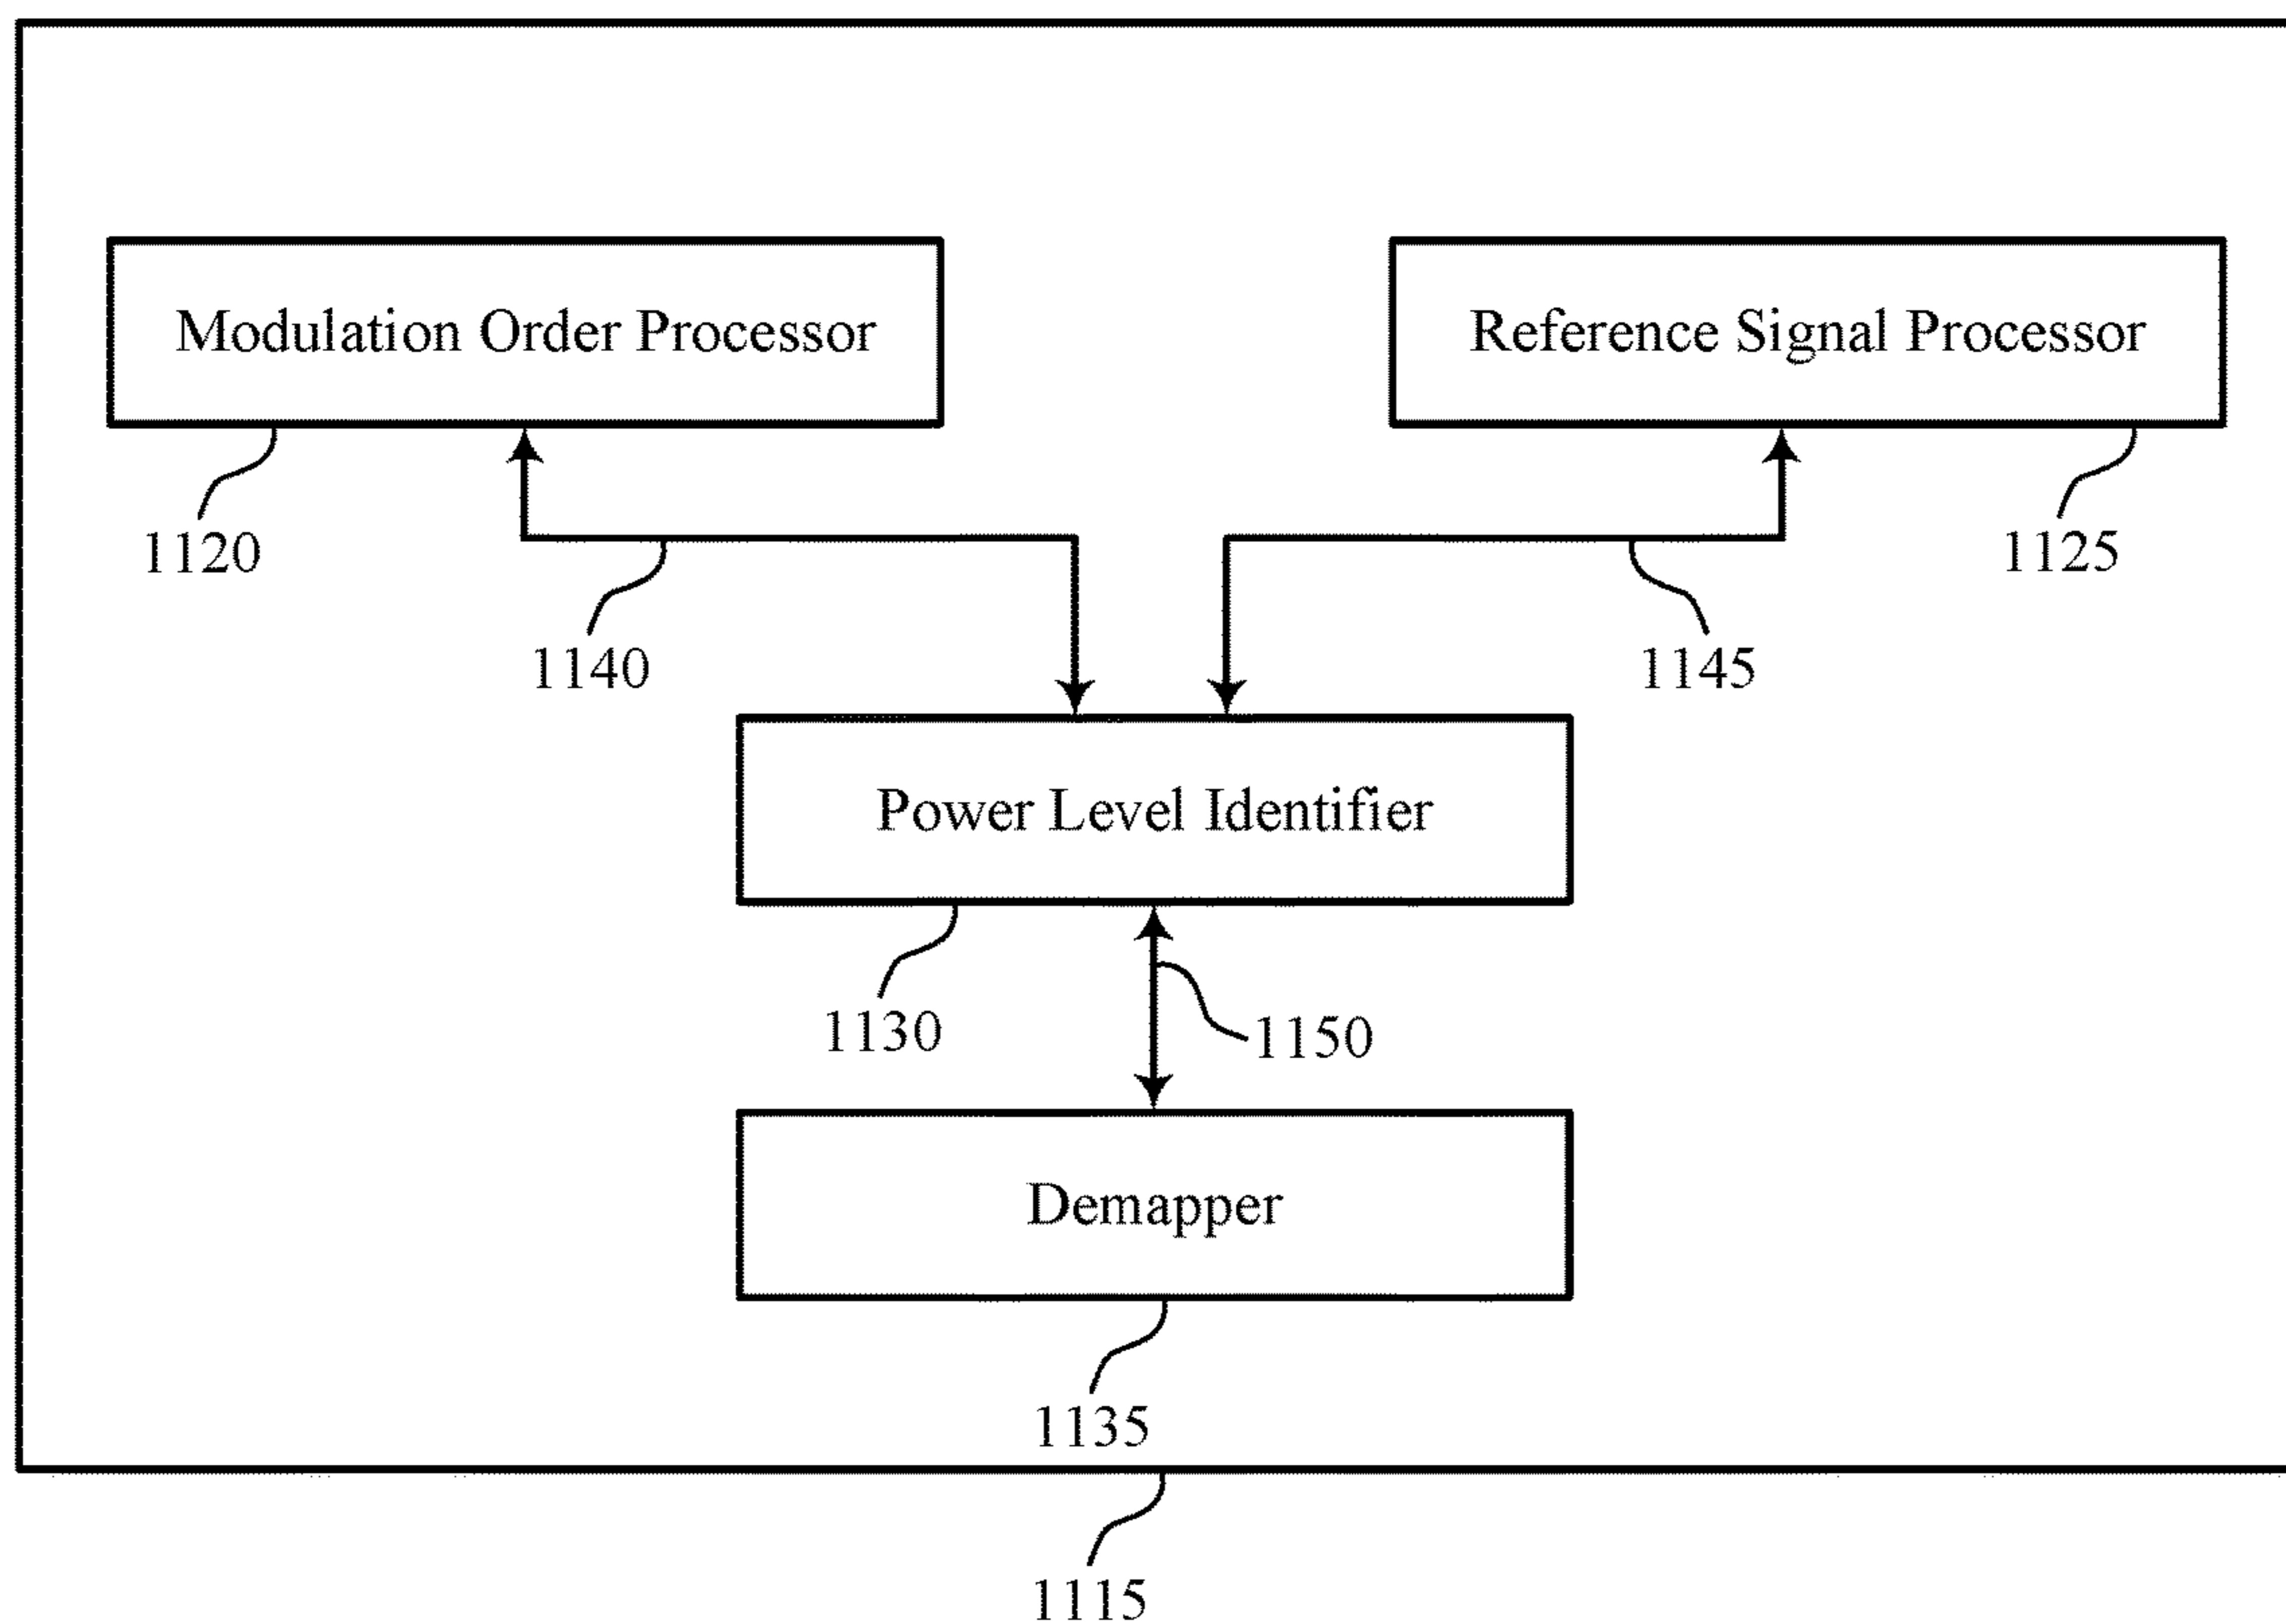 Modulation Order Processor
Reference Signal Processor
1120
1125
1140
1145
Power Level Identifier
1130
1150
Demapper
1135
1115